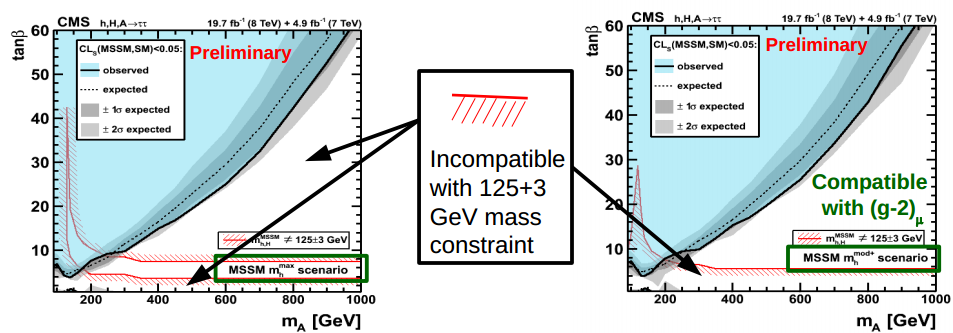 CMS h,H,A→ττ 19.7 fb⁻¹ (8 TeV) + 4.9 fb⁻¹ (7 TeV)
tanβ
60
50
40
30
20
10
200
400
600
800
1000
m_A [GeV]
CL_S(MSSM,SM)<0.05:
observed
expected
± 1σ expected
± 2σ expected
Preliminary
m_{h,H}^{MSSM} ≠ 125±3 GeV
MSSM m_h^{max} scenario
Incompatible
with 125+3
GeV mass
constraint
CMS h,H,A→ττ 19.7 fb⁻¹ (8 TeV) + 4.9 fb⁻¹ (7 TeV)
tanβ
60
50
40
30
20
10
200
400
600
800
1000
m_A [GeV]
CL_S(MSSM,SM)<0.05:
observed
expected
± 1σ expected
± 2σ expected
Preliminary
Compatible
with (g-2)_μ
m_{h,H}^{MSSM} ≠ 125±3 GeV
MSSM m_h^{mod+} scenario